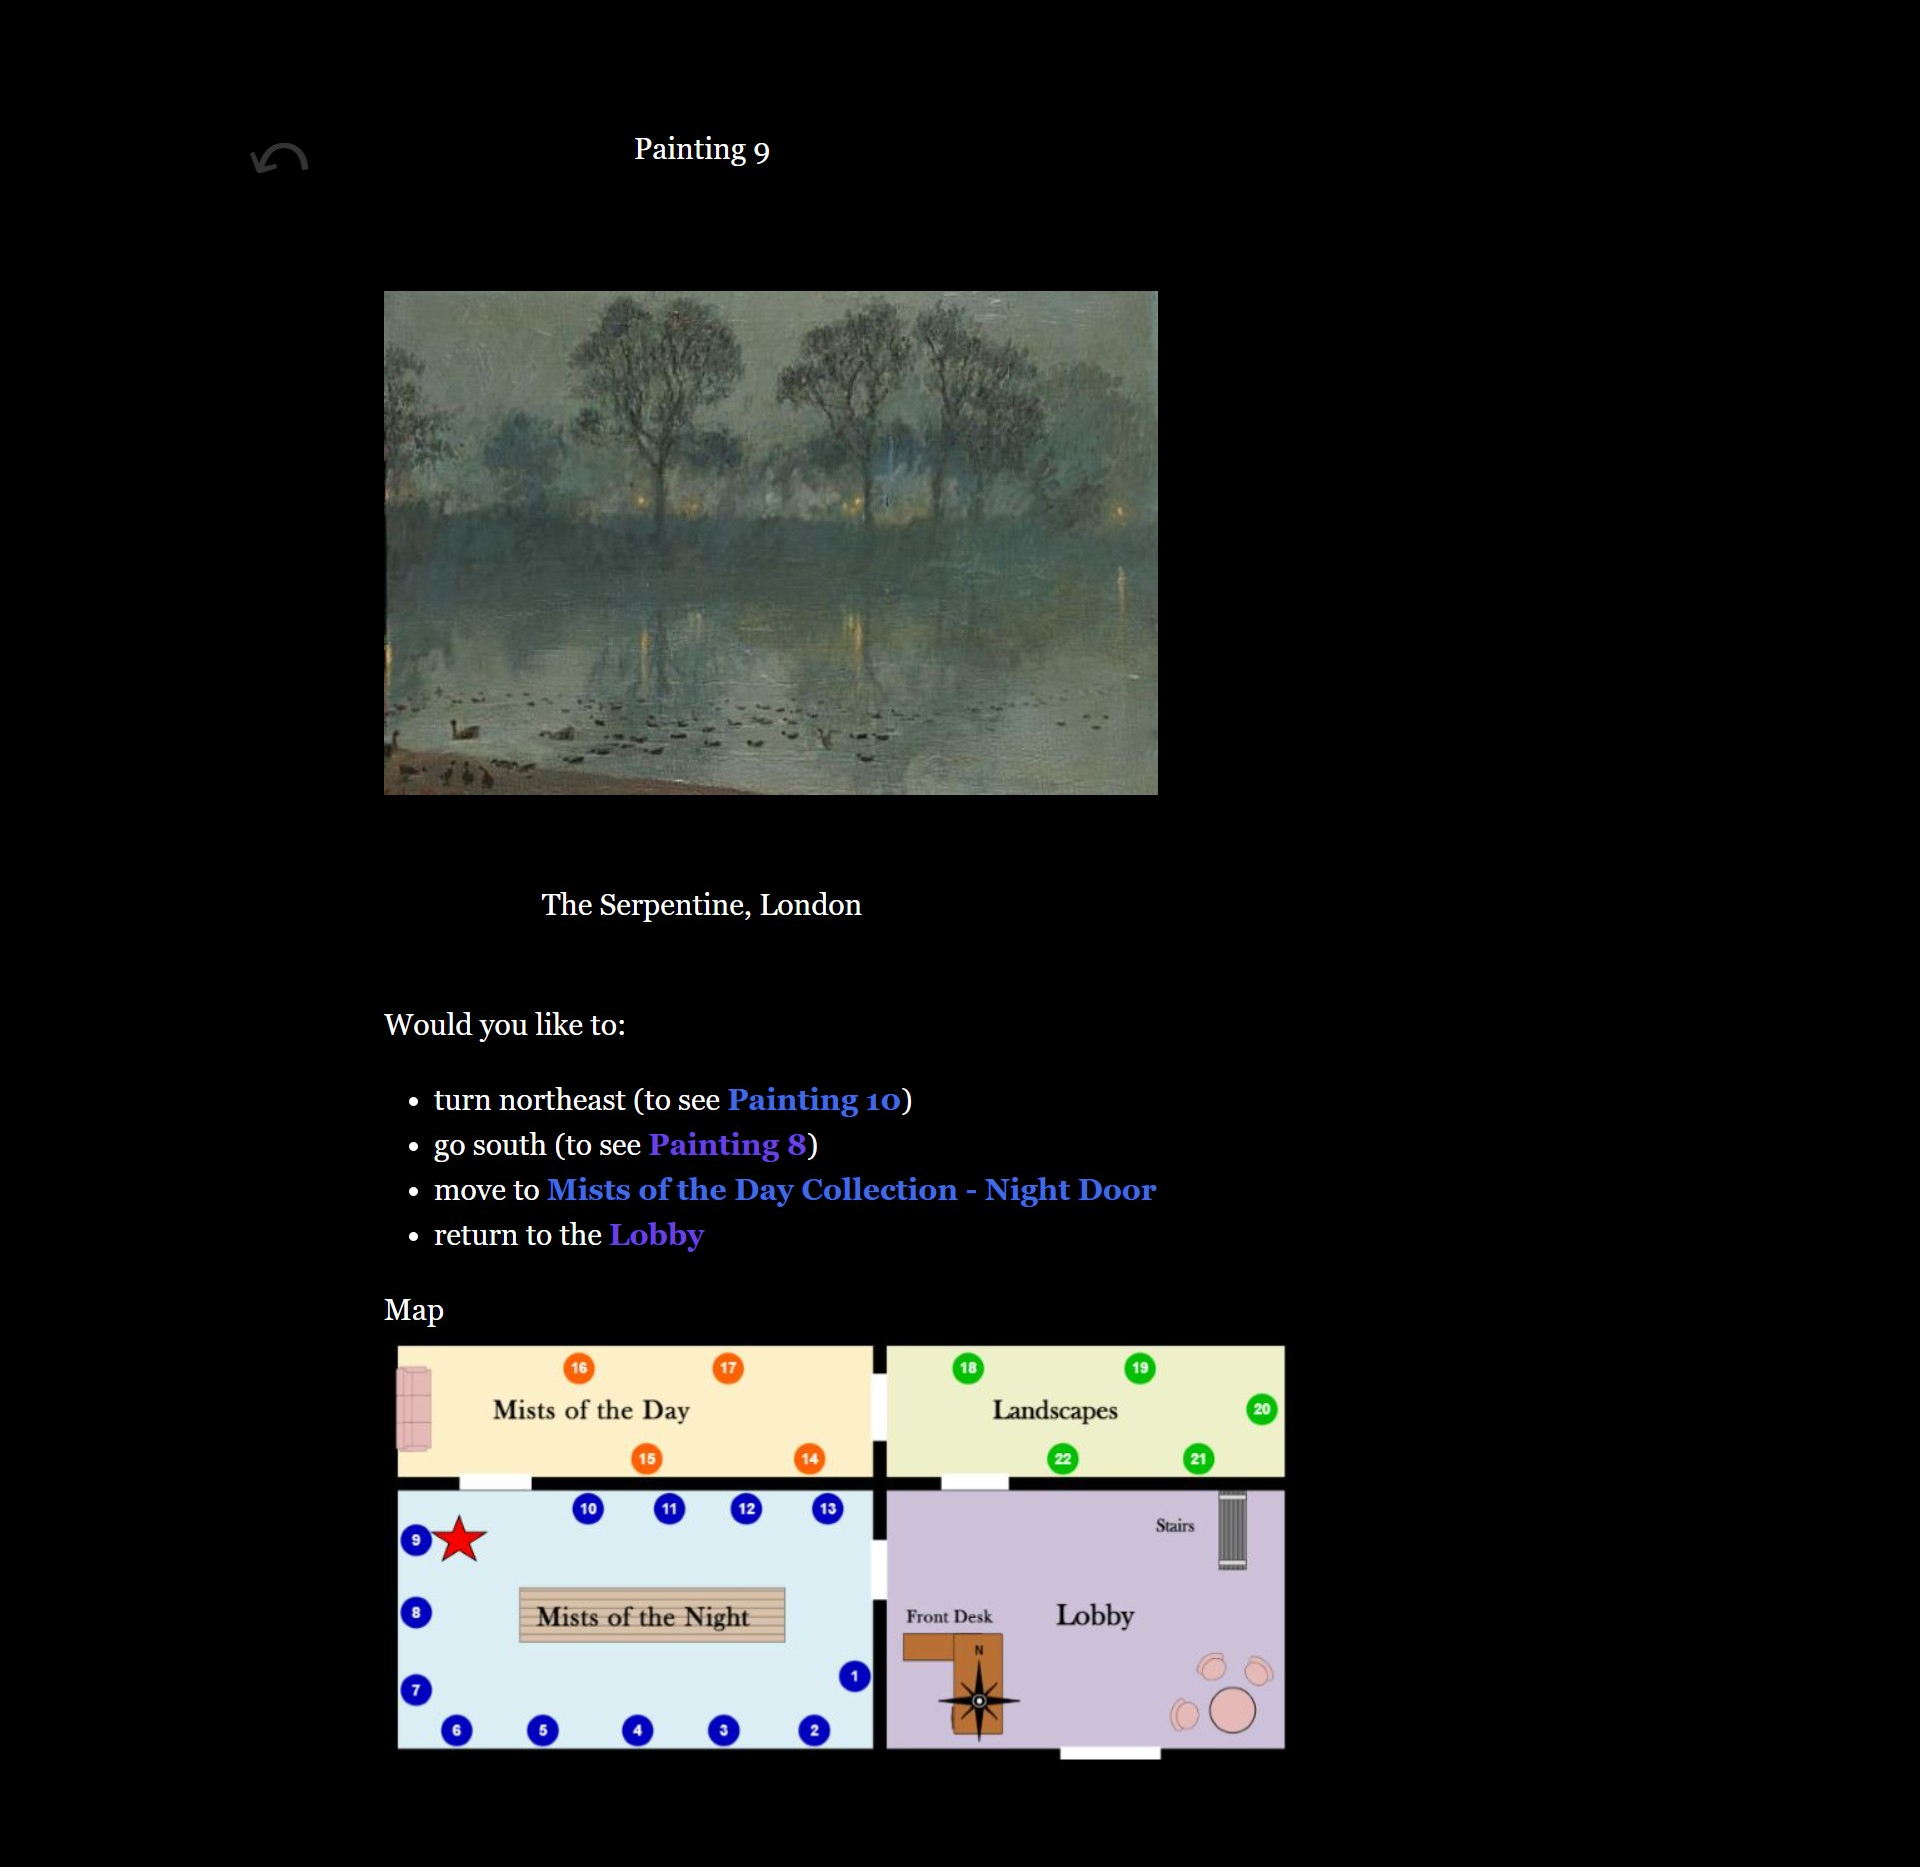 Painting 9
The Serpentine, London
Would you like to:
• turn northeast (to see Painting 10)
• go south (to see Painting 8)
• move to Mists of the Day Collection - Night Door
• return to the Lobby
Map
16 17 18 19
Mists of the Day Landscapes 20
15 14 22 21
10 11 12 13
9 Stairs
8 Mists of the Night Front Desk Lobby
N
1
7
6 5 4 3 2